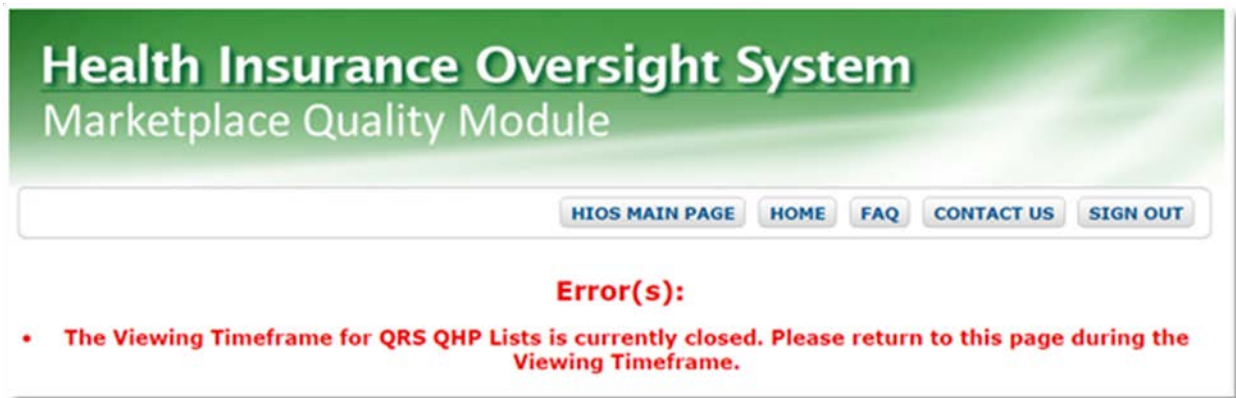 Health Insurance Oversight System
Marketplace Quality Module
HIOS MAIN PAGE HOME FAQ CONTACT US SIGN OUT
Error(s):
• The Viewing Timeframe for QRS QHP Lists is currently closed. Please return to this page during the
Viewing Timeframe.